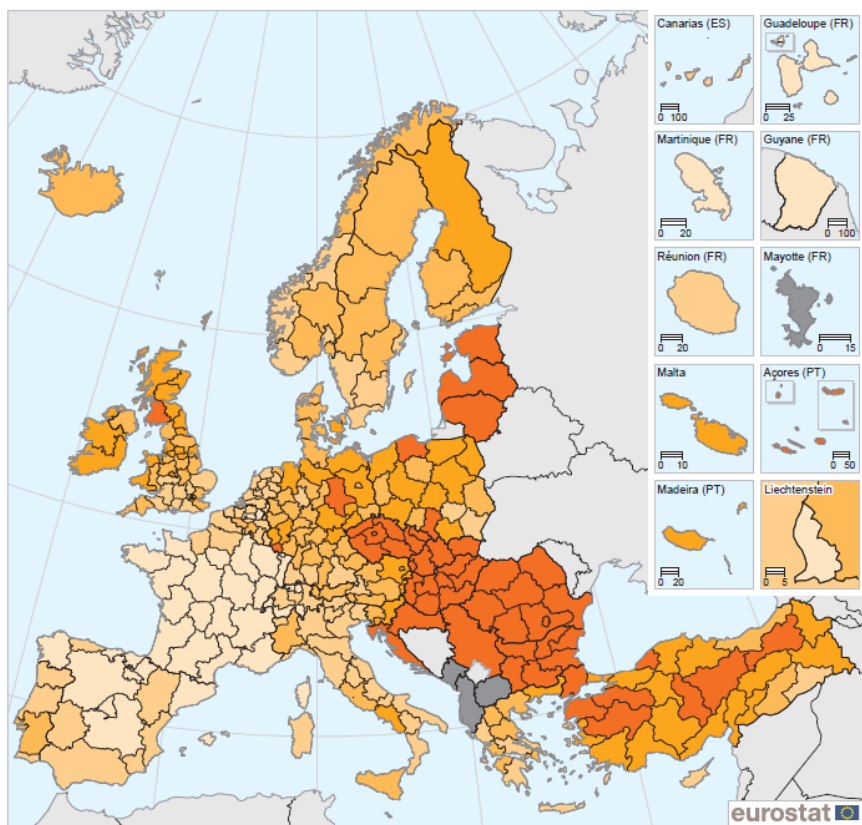 Canarias (ES)
0 100
Guadeloupe (FR)
0 25
Martinique (FR)
0 20
Guyane (FR)
0 100
Réunion (FR)
0 20
Mayotte (FR)
0 15
Malta
0 10
Açores (PT)
0 50
Madeira (PT)
0 20
Liechtenstein
0 5
eurostat